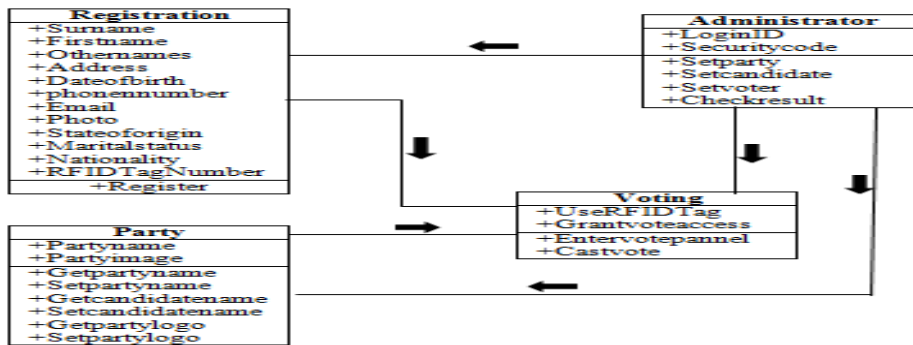 Registration
+Surname
+Firstname
+Othernames
+Address
+Dateofbirth
+phonennumber
+Email
+Photo
+Stateoforigin
+Maritalstatus
+Nationality
+RFIDTagNumber
+Register
Administrator
+LoginID
+Securitycode
+Setparty
+Setcandidate
+Setvoter
+Checkresult
Voting
+UseRFIDTag
+Grantvoteaccess
+Entervotepannel
+Castvote
Party
+Partyname
+Partyimage
+Getpartyname
+Setpartyname
+Getcandidatename
+Setcandidatename
+Getpartylogo
+Setpartylogo